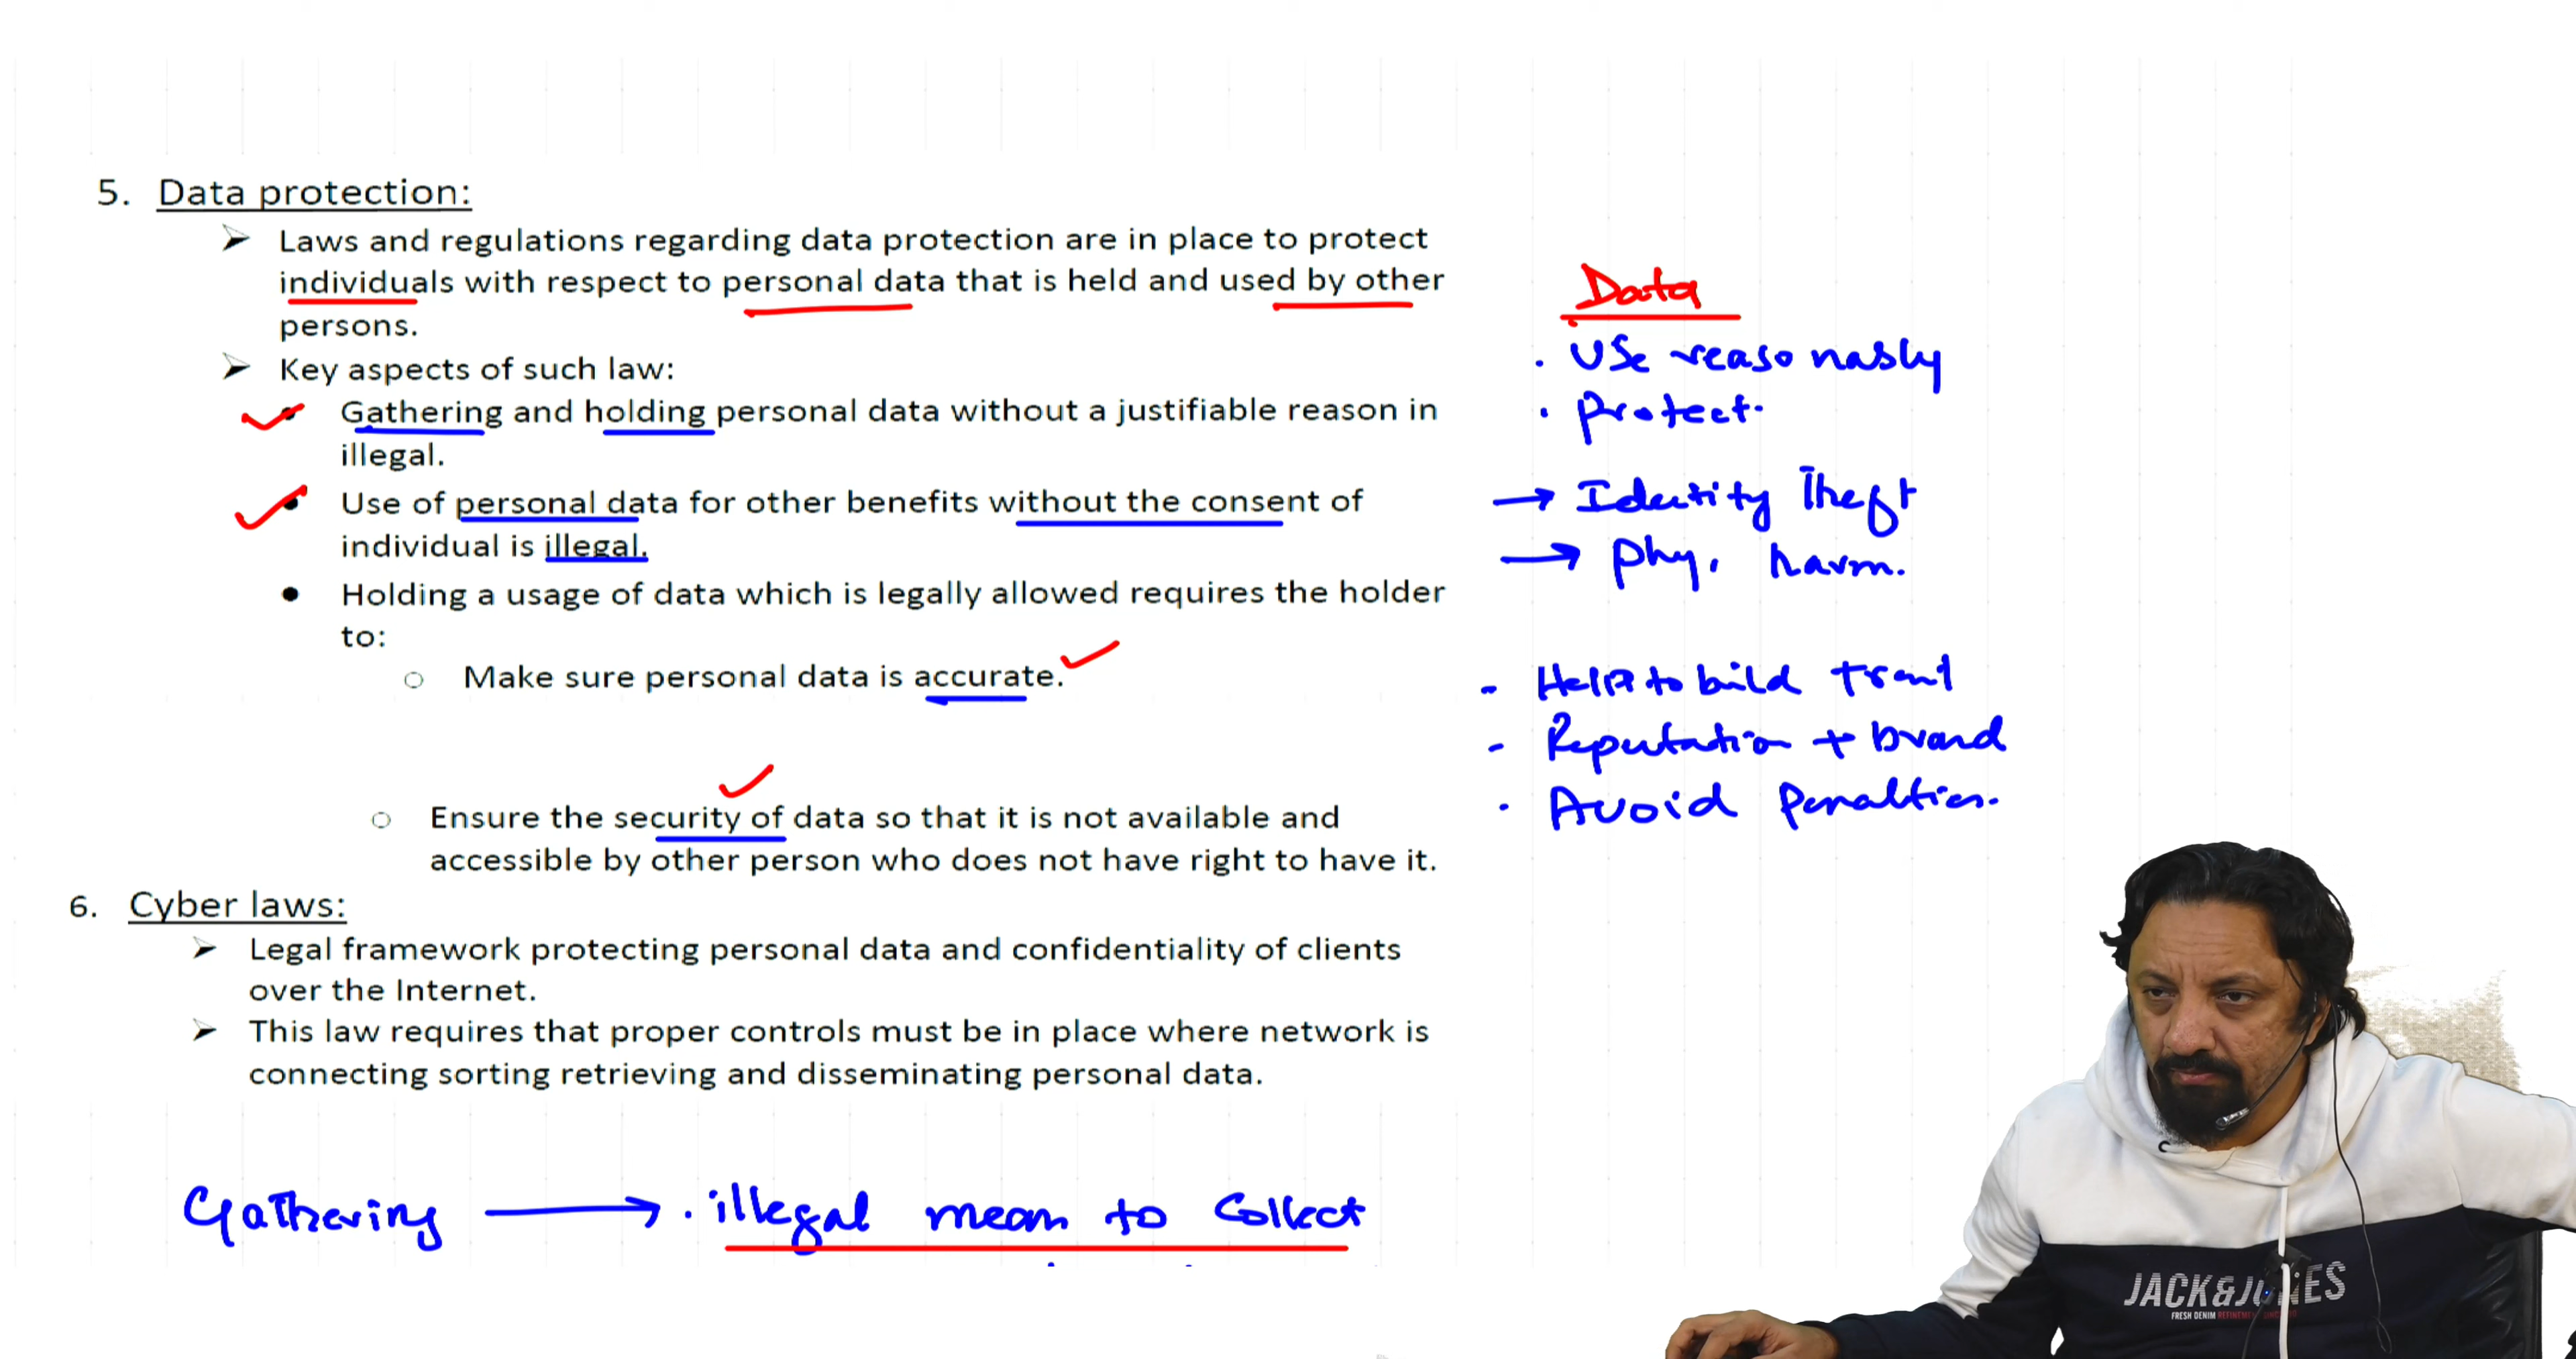 5. Data protection:
➤ Laws and regulations regarding data protection are in place to protect
individuals with respect to personal data that is held and used by other
persons.
➤ Key aspects of such law:
• Gathering and holding personal data without a justifiable reason in
illegal.
• Use of personal data for other benefits without the consent of
individual is illegal.
• Holding a usage of data which is legally allowed requires the holder
to:
○ Make sure personal data is accurate.
○ Ensure the security of data so that it is not available and
accessible by other person who does not have right to have it.
6. Cyber laws:
➤ Legal framework protecting personal data and confidentiality of clients
over the Internet.
➤ This law requires that proper controls must be in place where network is
connecting sorting retrieving and disseminating personal data.
Gathering → . illegal mean to Collect
Data
. Use reasonably
. Protect.
→ Identity Theft
→ Phy. harm.
- Help to build trust
- Reputation + brand
. Avoid Penalties.
JACK&JONES
FRESH DENIM